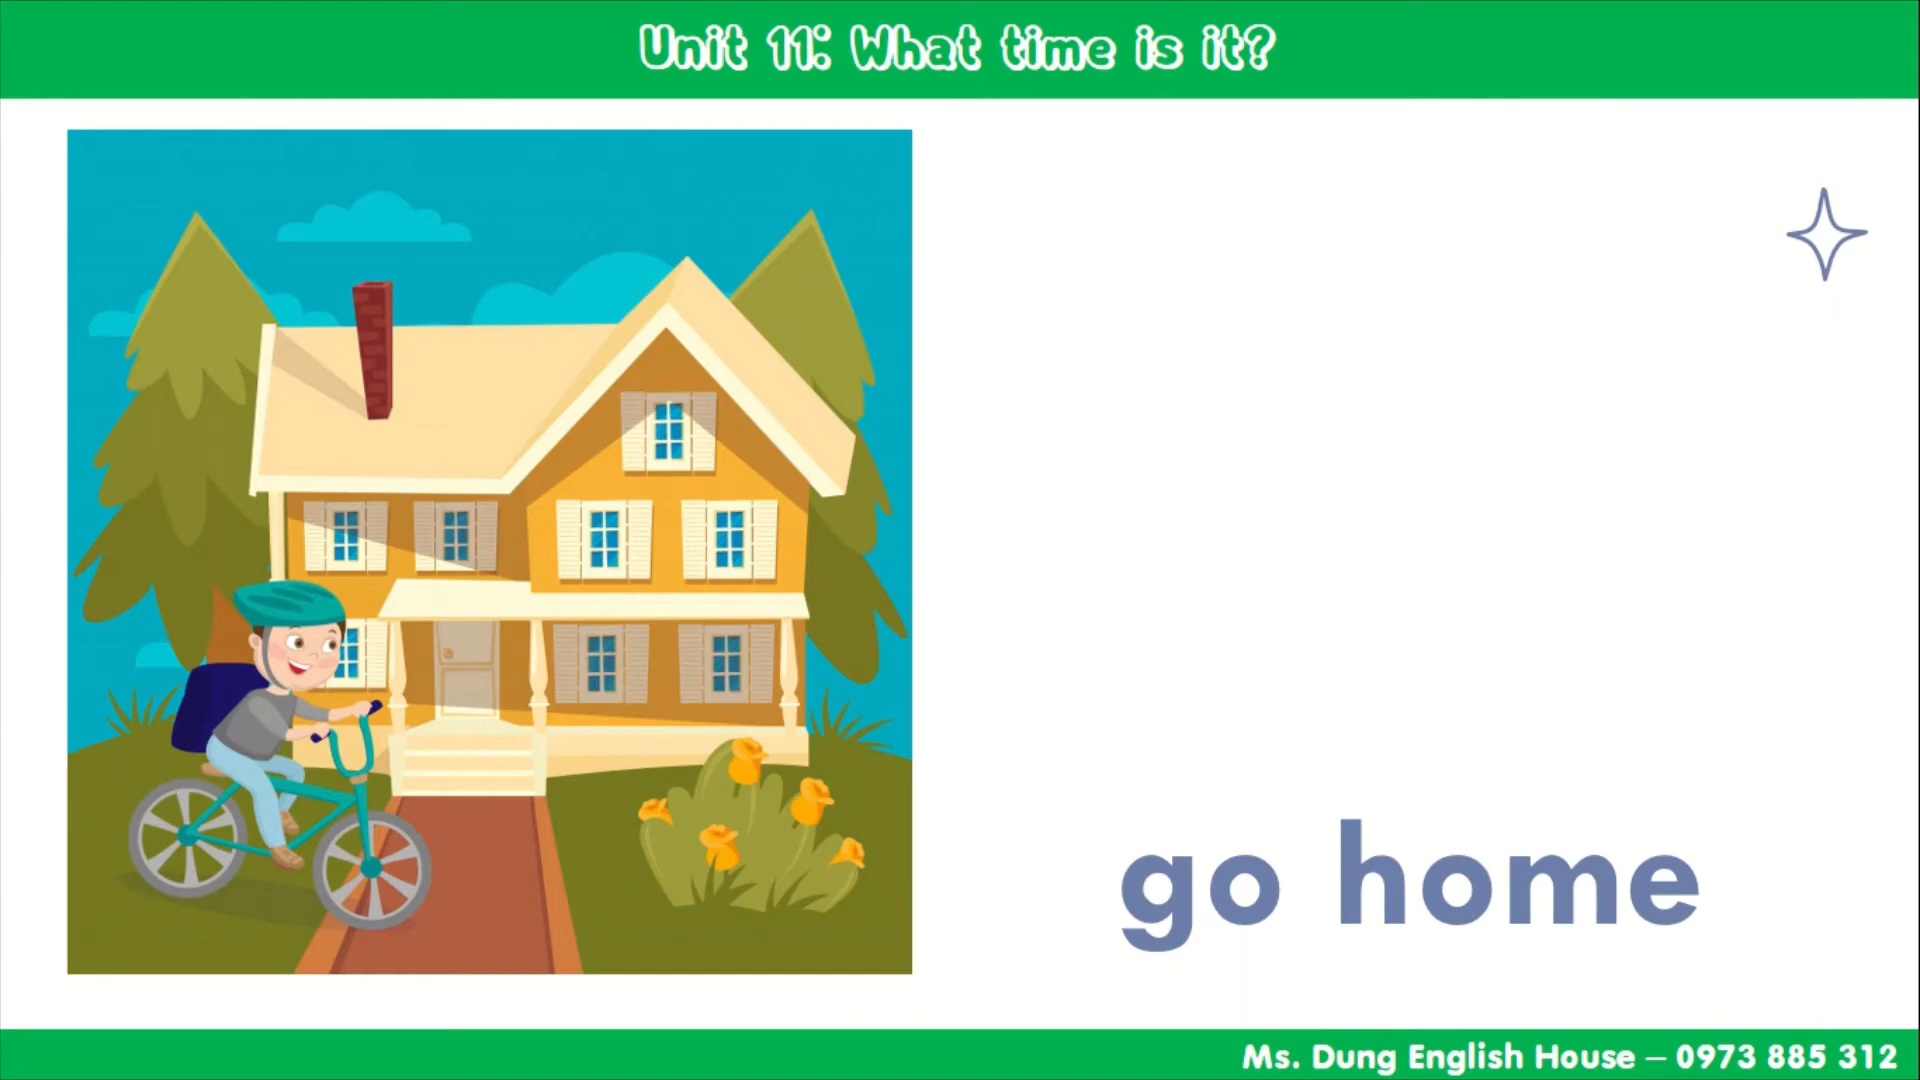 Unit 11: What time is it?
go home
Ms. Dung English House – 0973 885 312